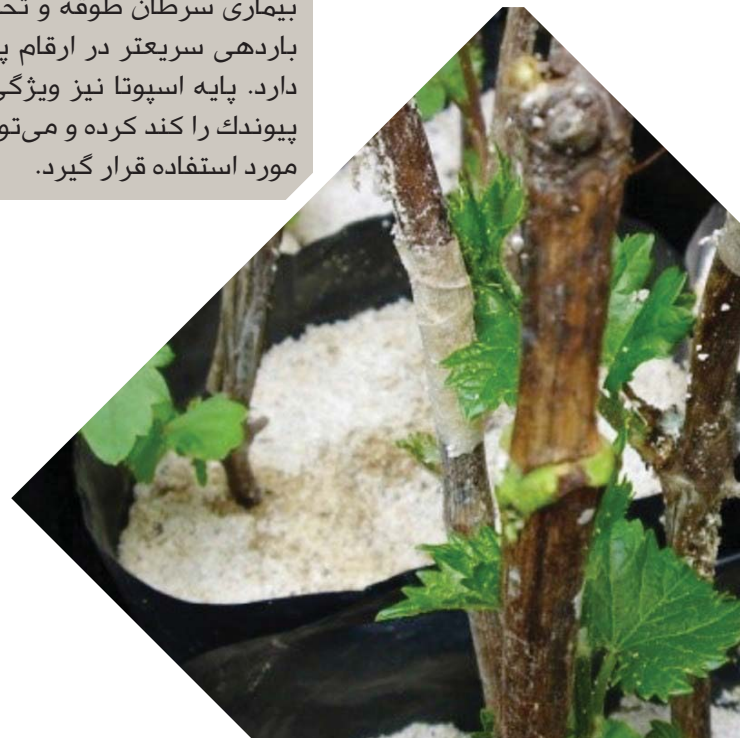 بیماری سرطان طوقه و
باردهی سریعتر در ارقام
دارد. پایه اسپوتا نیز
پیوندك را کند کرده و
مورد استفاده قرار گیرد.